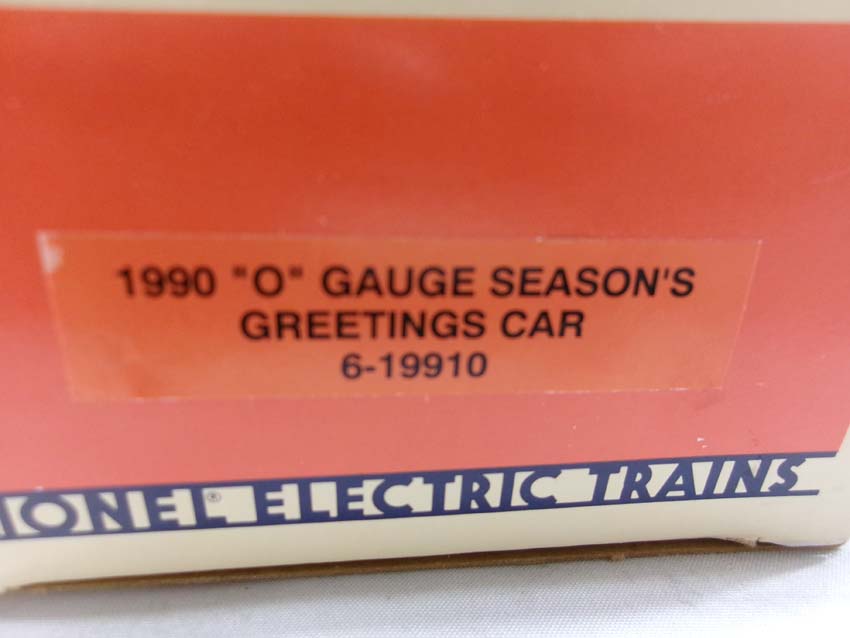 1990 "O" GAUGE SEASON'S
GREETINGS CAR
6-19910
IONEL® ELECTRIC TRAINS